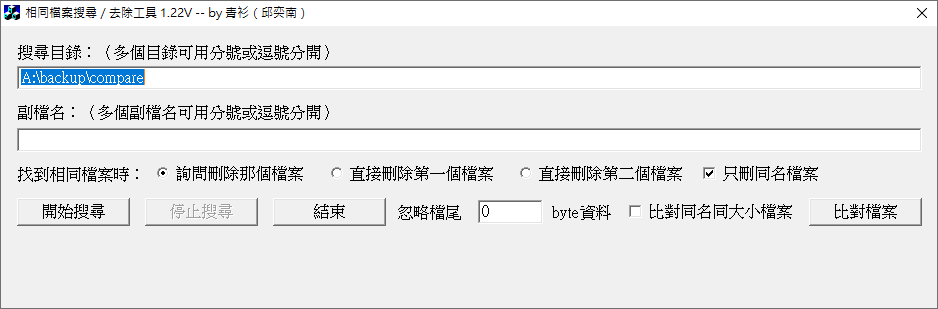 相同檔案搜尋 / 去除工具 1.22V -- by 青衫 ( 邱奕南 )
搜尋目錄：（多個目錄可用分號或逗號分開）
A:\backup\compare
副檔名：（多個副檔名可用分號或逗號分開）
找到相同檔案時： 詢問刪除那個檔案 直接刪除第一個檔案 直接刪除第二個檔案 只刪同名檔案
開始搜尋 停止搜尋 結束 忽略檔尾 0 byte資料 比對同名同大小檔案 比對檔案